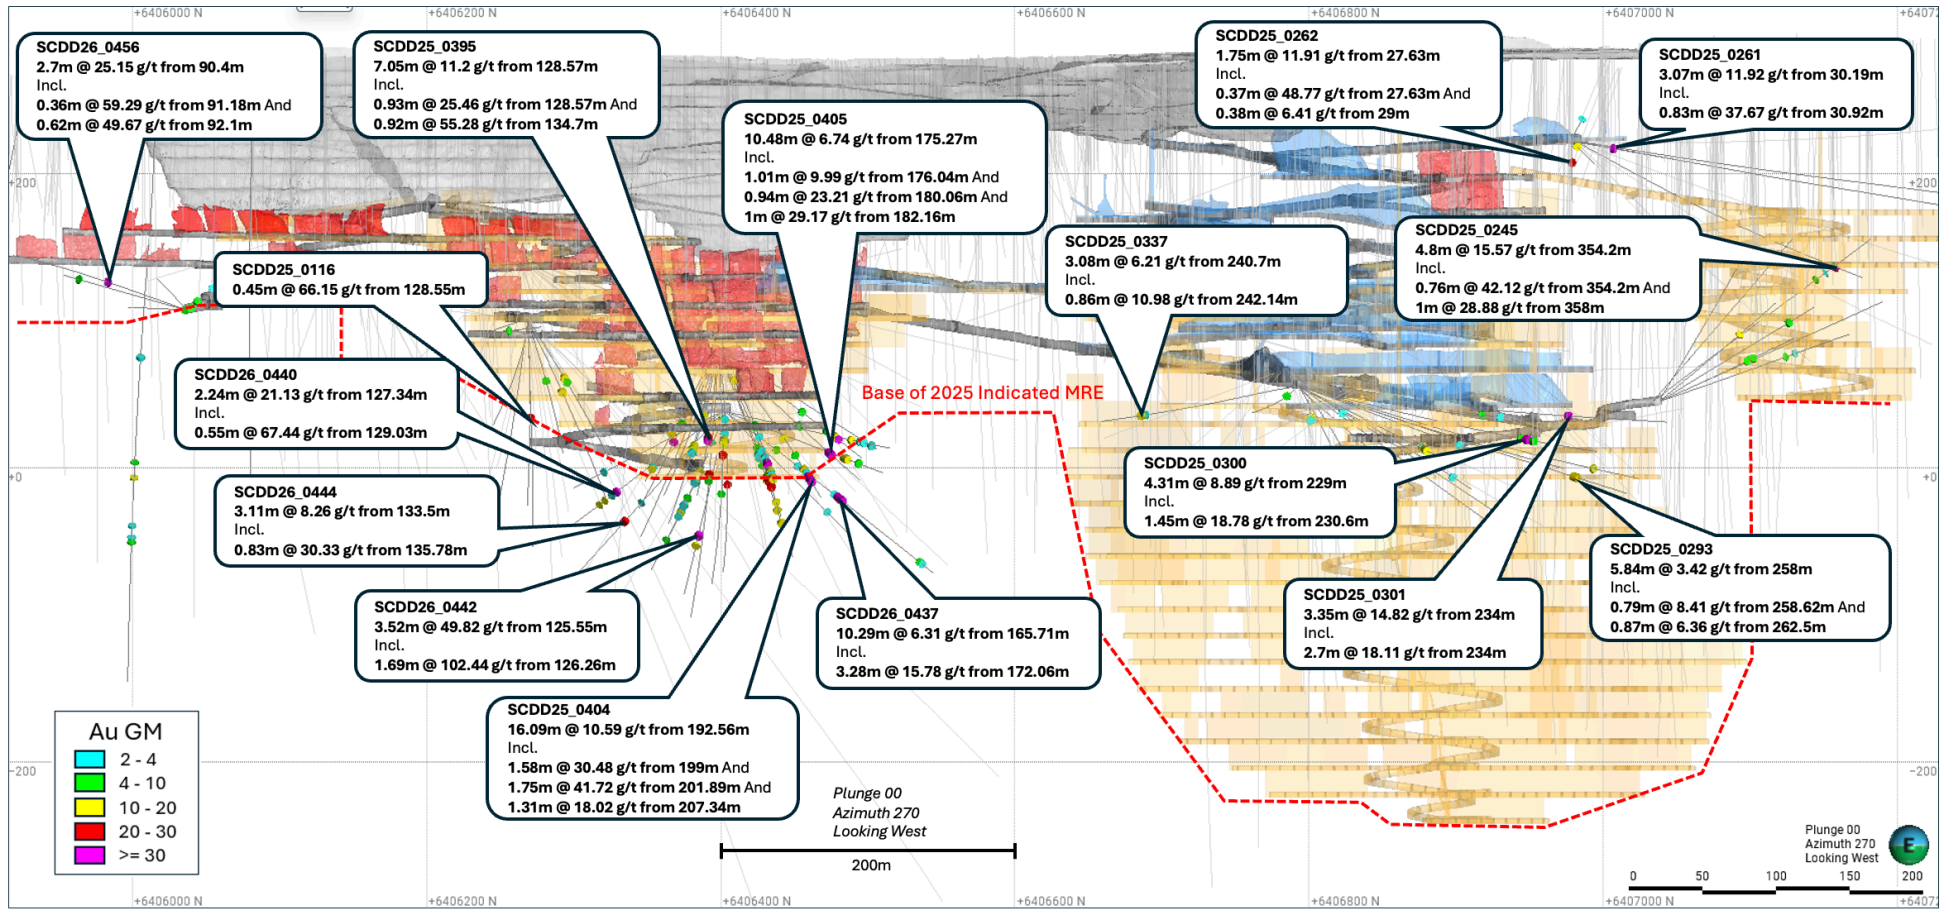 +6406000 N
+6406200 N
+6406400 N
+6406600 N
+6406800 N
+6407000 N
+64072
SCDD26_0456
2.7m @ 25.15 g/t from 90.4m
Incl.
0.36m @ 59.29 g/t from 91.18m And
0.62m @ 49.67 g/t from 92.1m
SCDD25_0395
7.05m @ 11.2 g/t from 128.57m
Incl.
0.93m @ 25.46 g/t from 128.57m And
0.92m @ 55.28 g/t from 134.7m
SCDD25_0405
10.48m @ 6.74 g/t from 175.27m
Incl.
1.01m @ 9.99 g/t from 176.04m And
0.94m @ 23.21 g/t from 180.06m And
1m @ 29.17 g/t from 182.16m
SCDD25_0262
1.75m @ 11.91 g/t from 27.63m
Incl.
0.37m @ 48.77 g/t from 27.63m And
0.38m @ 6.41 g/t from 29m
SCDD25_0261
3.07m @ 11.92 g/t from 30.19m
Incl.
0.83m @ 37.67 g/t from 30.92m
+200
+200
SCDD25_0116
0.45m @ 66.15 g/t from 128.55m
SCDD25_0337
3.08m @ 6.21 g/t from 240.7m
Incl.
0.86m @ 10.98 g/t from 242.14m
SCDD25_0245
4.8m @ 15.57 g/t from 354.2m
Incl.
0.76m @ 42.12 g/t from 354.2m And
1m @ 28.88 g/t from 358m
SCDD26_0440
2.24m @ 21.13 g/t from 127.34m
Incl.
0.55m @ 67.44 g/t from 129.03m
Base of 2025 Indicated MRE
+0
+0
SCDD26_0444
3.11m @ 8.26 g/t from 133.5m
Incl.
0.83m @ 30.33 g/t from 135.78m
SCDD25_0300
4.31m @ 8.89 g/t from 229m
Incl.
1.45m @ 18.78 g/t from 230.6m
SCDD25_0293
5.84m @ 3.42 g/t from 258m
Incl.
0.79m @ 8.41 g/t from 258.62m And
0.87m @ 6.36 g/t from 262.5m
SCDD26_0442
3.52m @ 49.82 g/t from 125.55m
Incl.
1.69m @ 102.44 g/t from 126.26m
SCDD26_0437
10.29m @ 6.31 g/t from 165.71m
Incl.
3.28m @ 15.78 g/t from 172.06m
SCDD25_0301
3.35m @ 14.82 g/t from 234m
Incl.
2.7m @ 18.11 g/t from 234m
SCDD25_0404
16.09m @ 10.59 g/t from 192.56m
Incl.
1.58m @ 30.48 g/t from 199m And
1.75m @ 41.72 g/t from 201.89m And
1.31m @ 18.02 g/t from 207.34m
Au GM
2 - 4
4 - 10
10 - 20
20 - 30
>= 30
-200
-200
Plunge 00
Azimuth 270
Looking West
200m
Plunge 00
Azimuth 270
Looking West
E
0 50 100 150 200
+6406000 N
+6406200 N
+6406400 N
+6406600 N
+6406800 N
+6407000 N
+64072